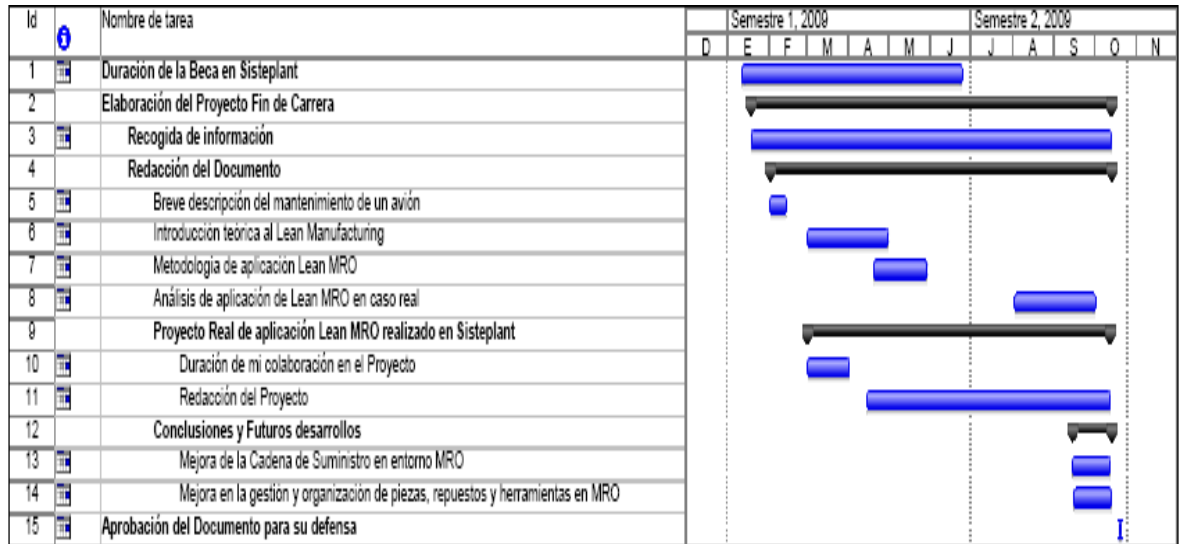 Id Nombre de tarea Semestre 1, 2009 Semestre 2, 2009
D E F M A M J J A S O N
1 Duración de la Beca en Sisteplant
2 Elaboración del Proyecto Fin de Carrera
3 Recogida de información
4 Redacción del Documento
5 Breve descripción del mantenimiento de un avión
6 Introducción teórica al Lean Manufacturing
7 Metodologia de aplicación Lean MRO
8 Análisis de aplicación de Lean MRO en caso real
9 Proyecto Real de aplicación Lean MRO realizado en Sisteplant
10 Duración de mi colaboración en el Proyecto
11 Redacción del Proyecto
12 Conclusiones y Futuros desarrollos
13 Mejora de la Cadena de Suministro en entorno MRO
14 Mejora en la gestión y organización de piezas, repuestos y herramientas en MRO
15 Aprobación del Documento para su defensa